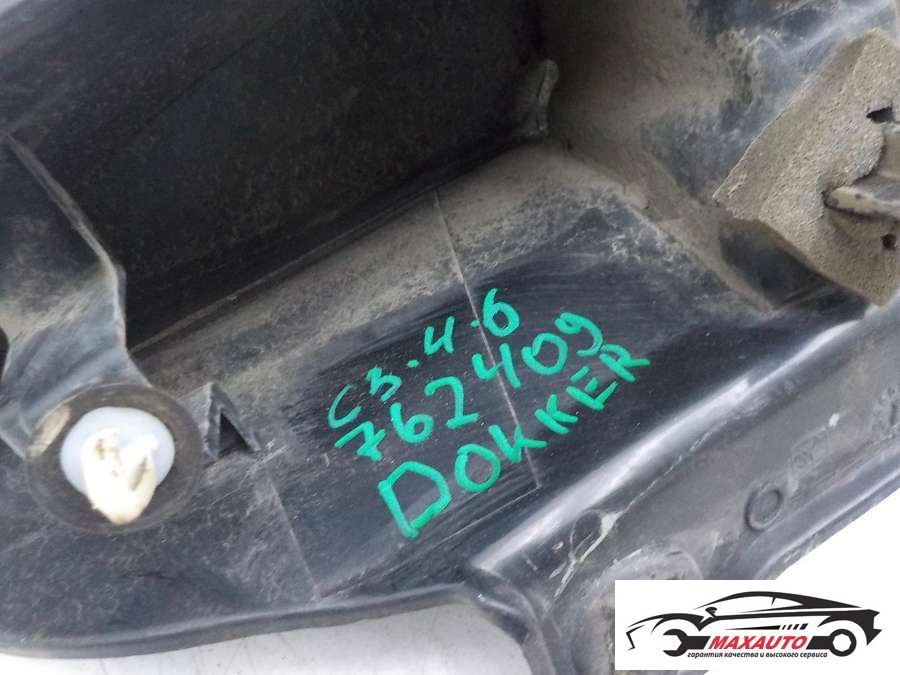 C3.4.6
762409
DOKKER
MAXAUTO
гарантия качества и высокого сервиса